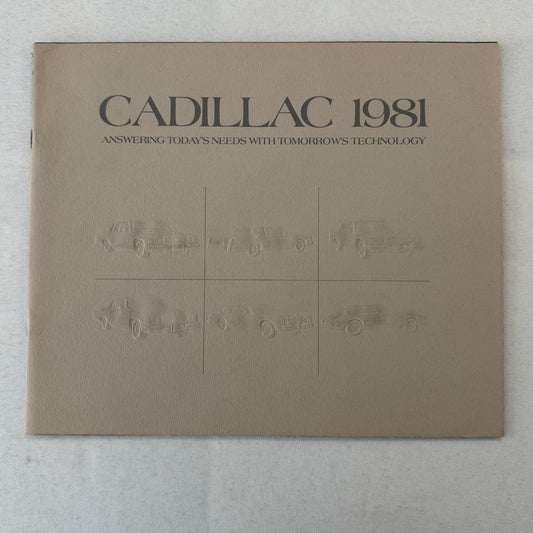 CADILLAC 1981
ANSWERING TODAY'S NEEDS WITH TOMORROW'S TECHNOLOGY